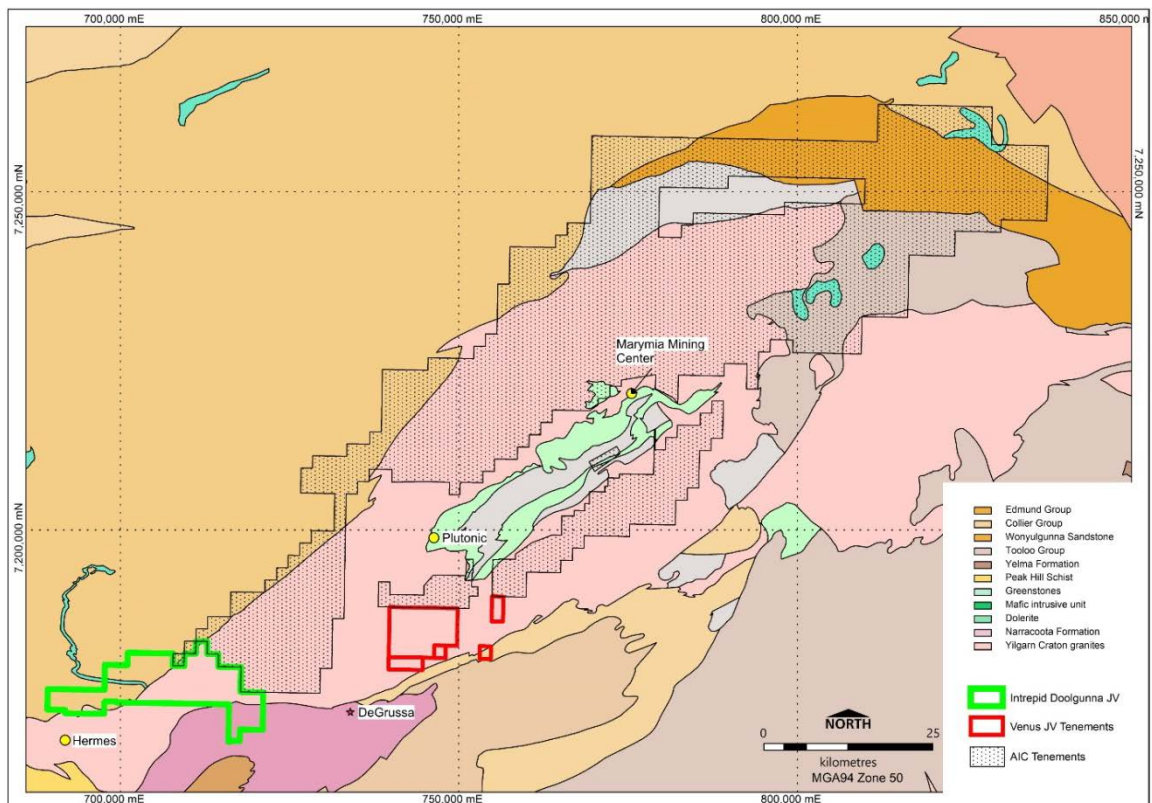 700,000 mE
750,000 mE
800,000 mE
850,000 m
7,250,000 mN
7,250,000 mN
Marymia Mining
Center
Plutonic
7,200,000 mN
DeGrussa
Hermes
Edmund Group
Collier Group
Wonyulgunna Sandstone
Tooloo Group
Yelma Formation
Peak Hill Schist
Greenstones
Mafic intrusive unit
Dolerite
Narracoota Formation
Yilgarn Craton granites
Intrepid Doolgunna JV
Venus JV Tenements
AIC Tenements
NORTH
0
25
kilometres
MGA94 Zone 50
700,000 mE
750,000 mE
800,000 mE